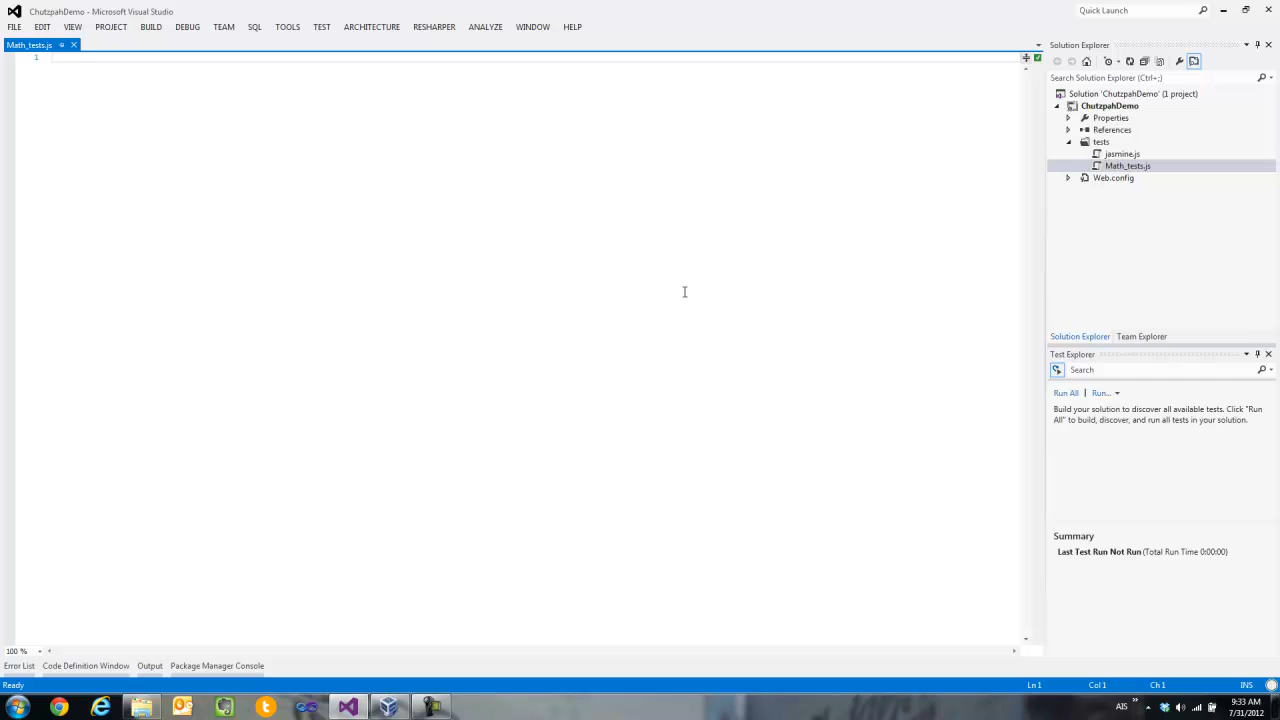 ChutzpahDemo - Microsoft Visual Studio
Quick Launch
FILE EDIT VIEW PROJECT BUILD DEBUG TEAM SQL TOOLS TEST ARCHITECTURE RESHARPER ANALYZE WINDOW HELP
Math_tests.js
1
Solution Explorer
Search Solution Explorer (Ctrl+;)
Solution 'ChutzpahDemo' (1 project)
ChutzpahDemo
Properties
References
tests
jasmine.js
Math_tests.js
Web.config
Solution Explorer Team Explorer
Test Explorer
Search
Run All | Run...
Build your solution to discover all available tests. Click "Run
All" to build, discover, and run all tests in your solution.
Summary
Last Test Run Not Run (Total Run Time 0:00:00)
100 %
Error List Code Definition Window Output Package Manager Console
Ready Ln 1 Col 1 Ch 1 INS
AIS 9:33 AM
7/31/2012